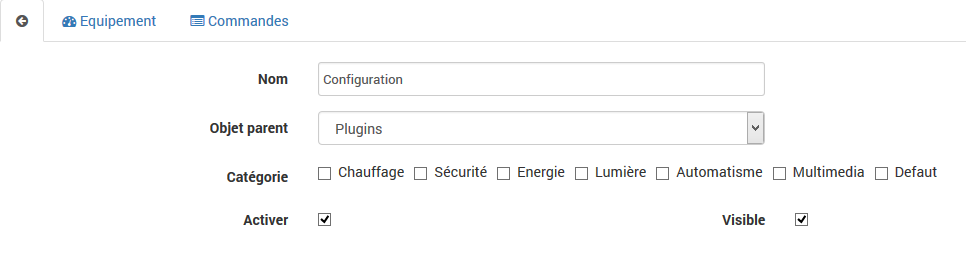 Equipement Commandes
Nom Configuration
Objet parent Plugins
Catégorie Chauffage Sécurité Energie Lumière Automatisme Multimedia Defaut
Activer Visible